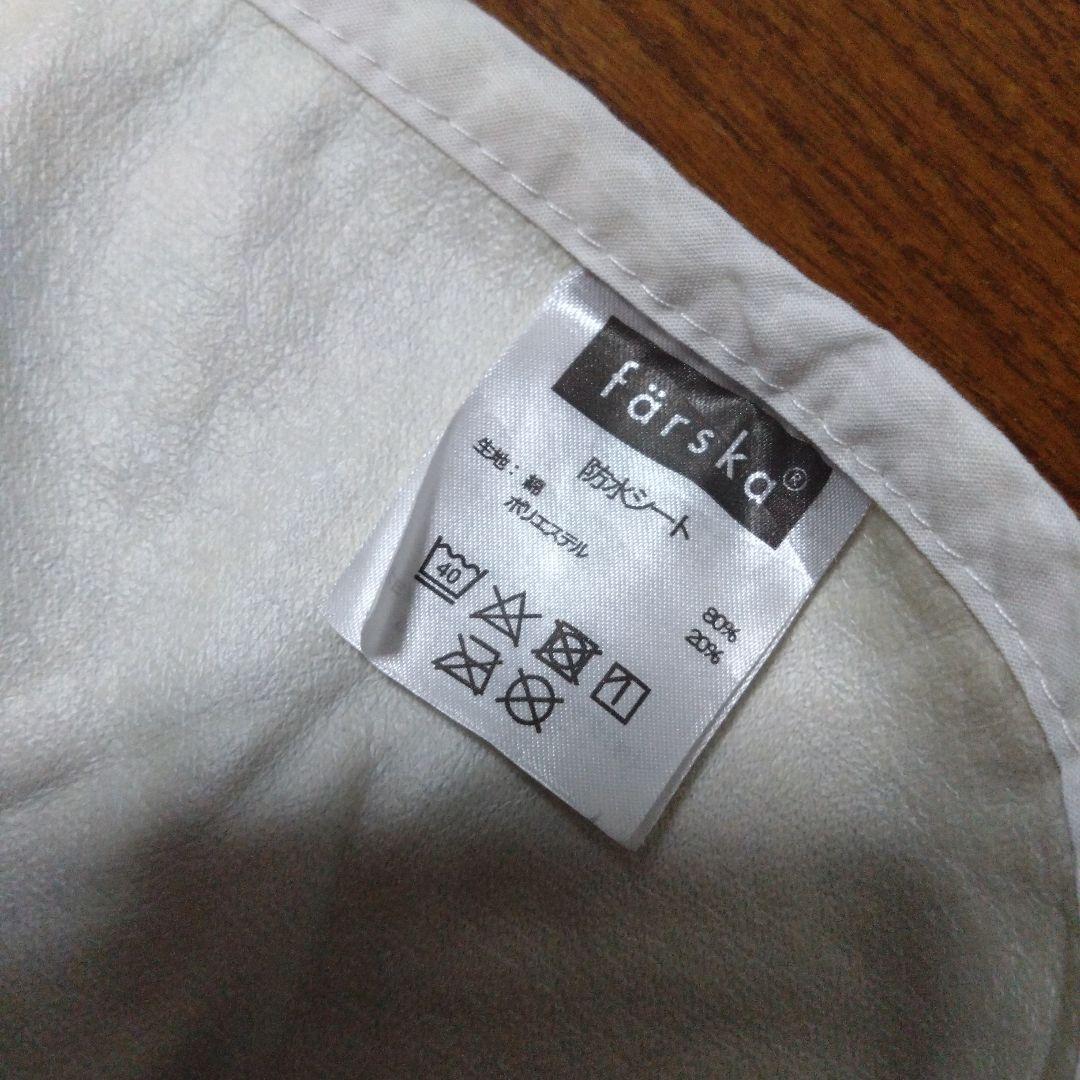 färska®
防水シート
生地：綿 80%
ポリエステル 20%
40